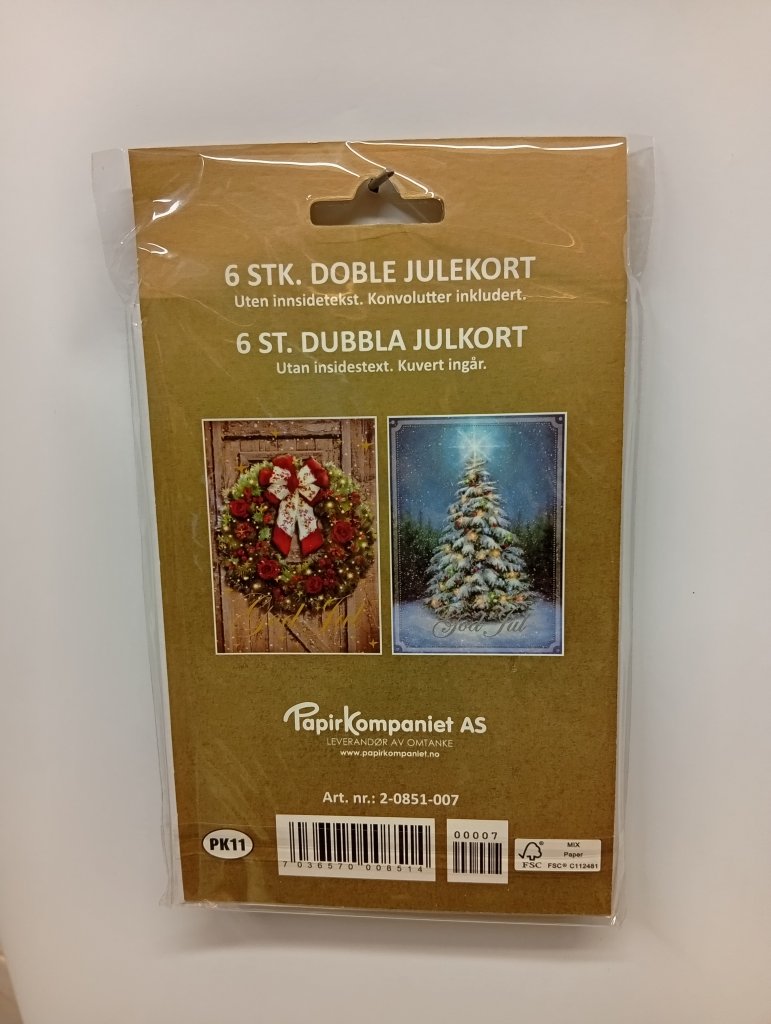 6 STK. DOBLE JULEKORT
Uten innsidetekst. Konvolutter inkludert.
6 ST. DUBBLA JULKORT
Utan insidestext. Kuvert ingår.
God Jul
God Jul
PapirKompaniet AS
LEVERANDØR AV OMTANKE
www.papirkompaniet.no
Art. nr.: 2-0851-007
PK11
7 036570 008514
00007
FSC®
MIX
Paper
FSC® C112481